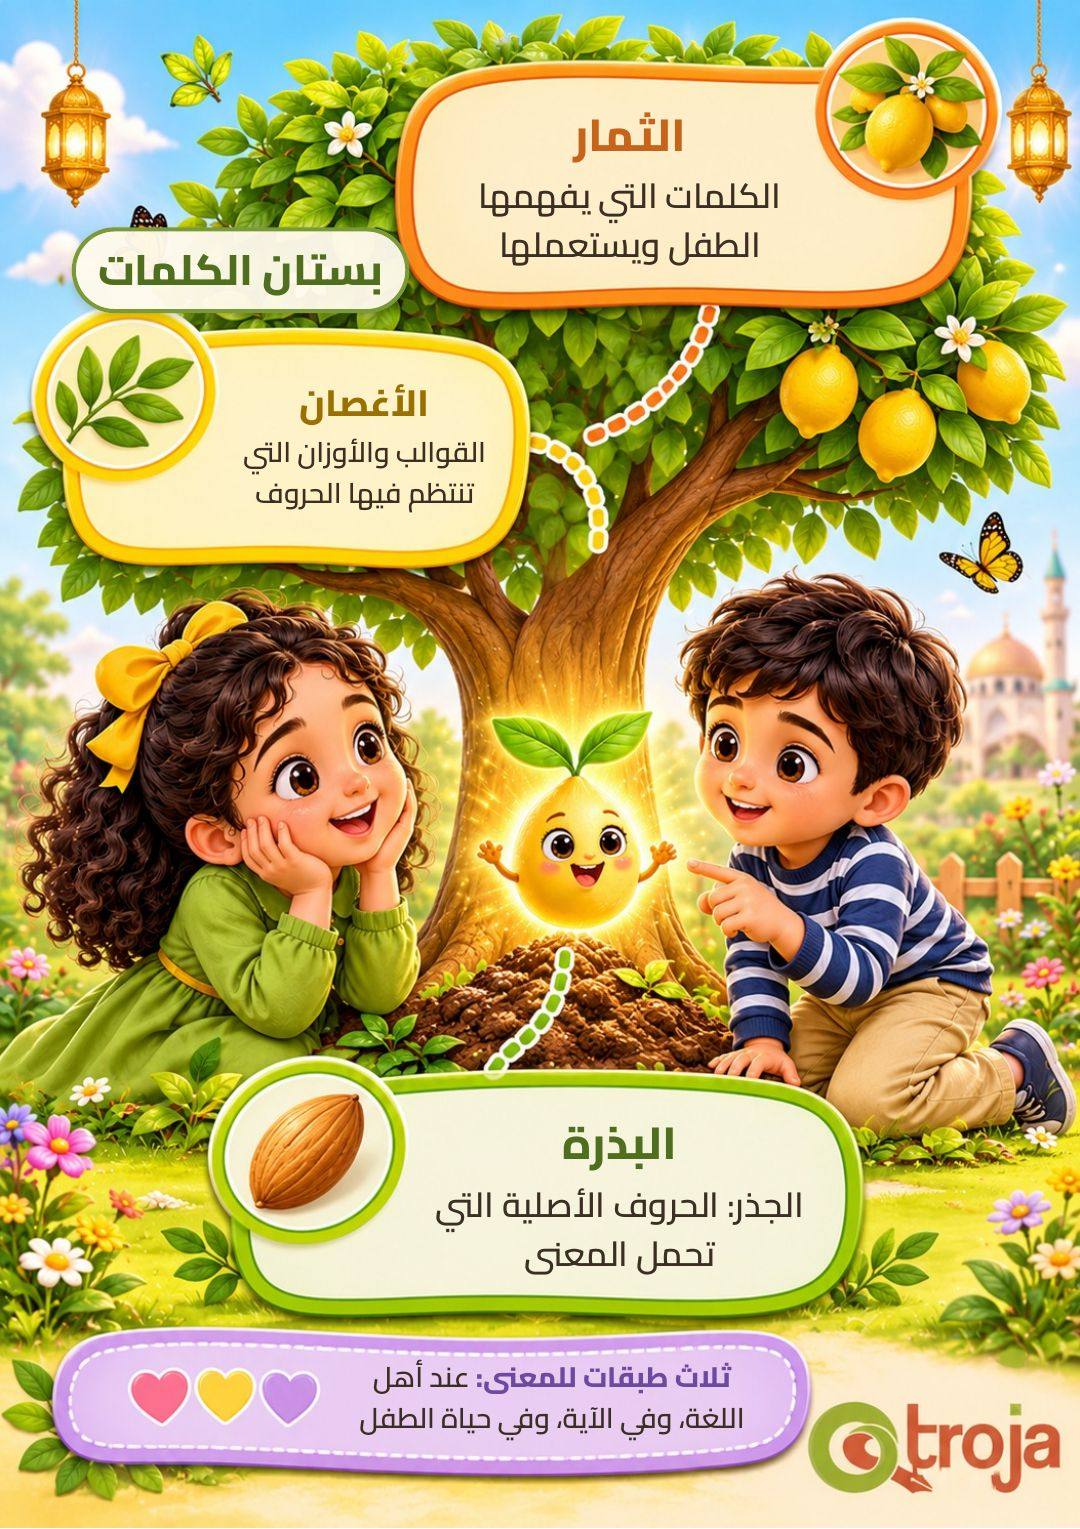 الثمار
الكلمات التي يفهمها
الطفل ويستعملها
بستان الكلمات
الأغصان
القوالب والأوزان التي
تنتظم فيها الحروف
البذرة
الجذر: الحروف الأصلية التي
تحمل المعنى
ثلاث طبقات للمعنى: عند أهل
اللغة، وفي الآية، وفي حياة الطفل
Otroja